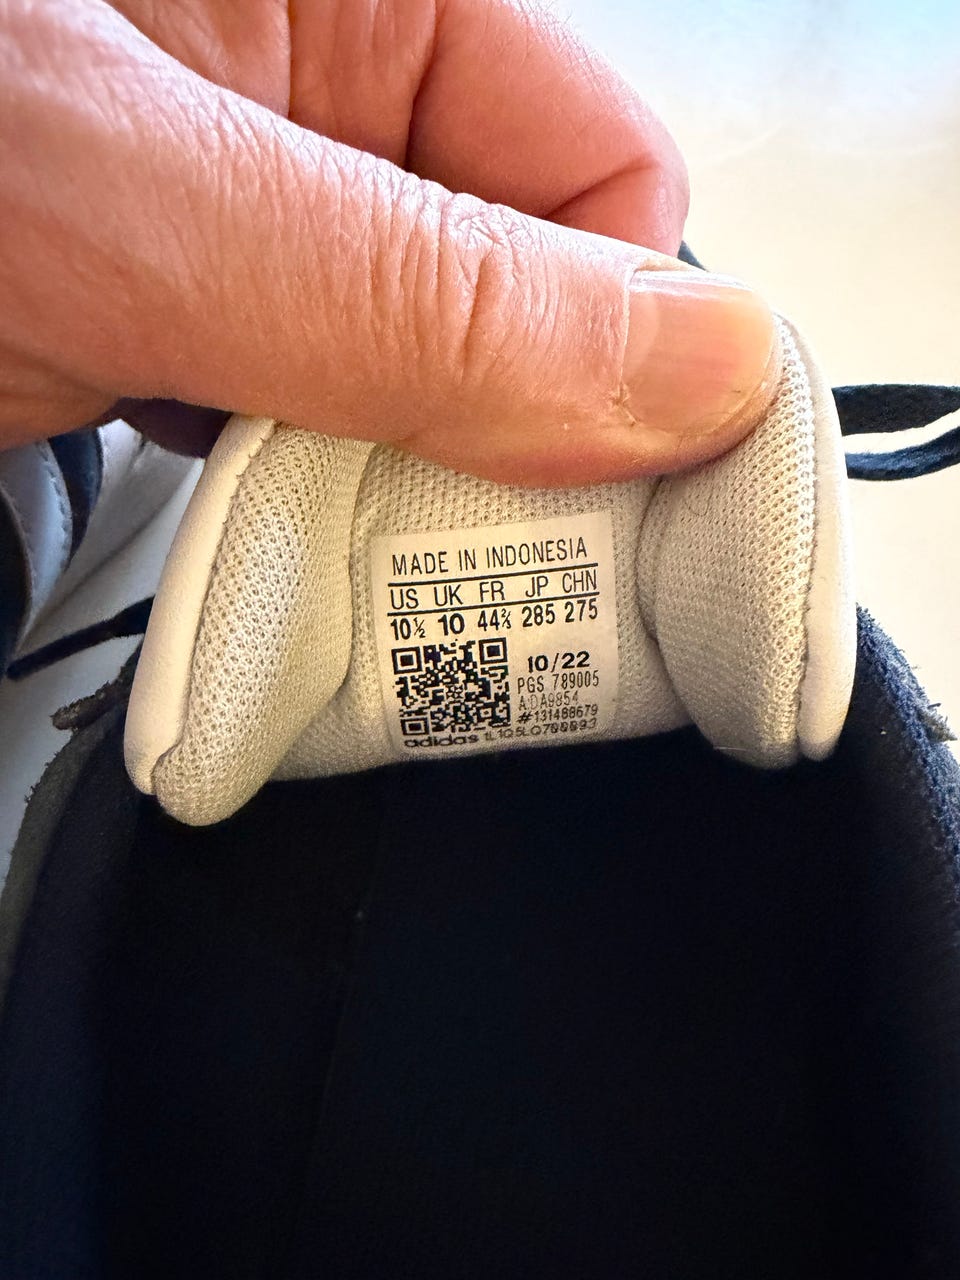 MADE IN INDONESIA
US UK FR JP CHN
10½ 10 44⅔ 285 275
10/22
PGS 789005
#131488679
adidas